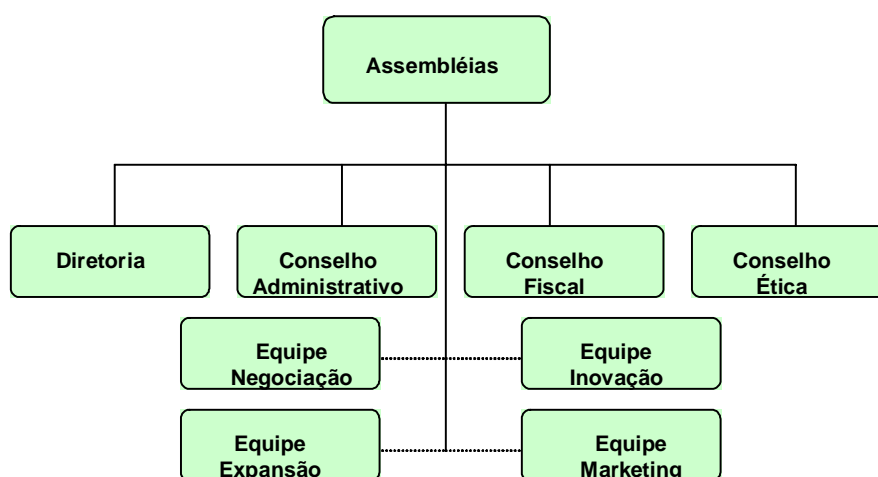 Assembléias
Diretoria
Conselho
Administrativo
Conselho
Fiscal
Conselho
Ética
Equipe
Negociação
Equipe
Inovação
Equipe
Expansão
Equipe
Marketing